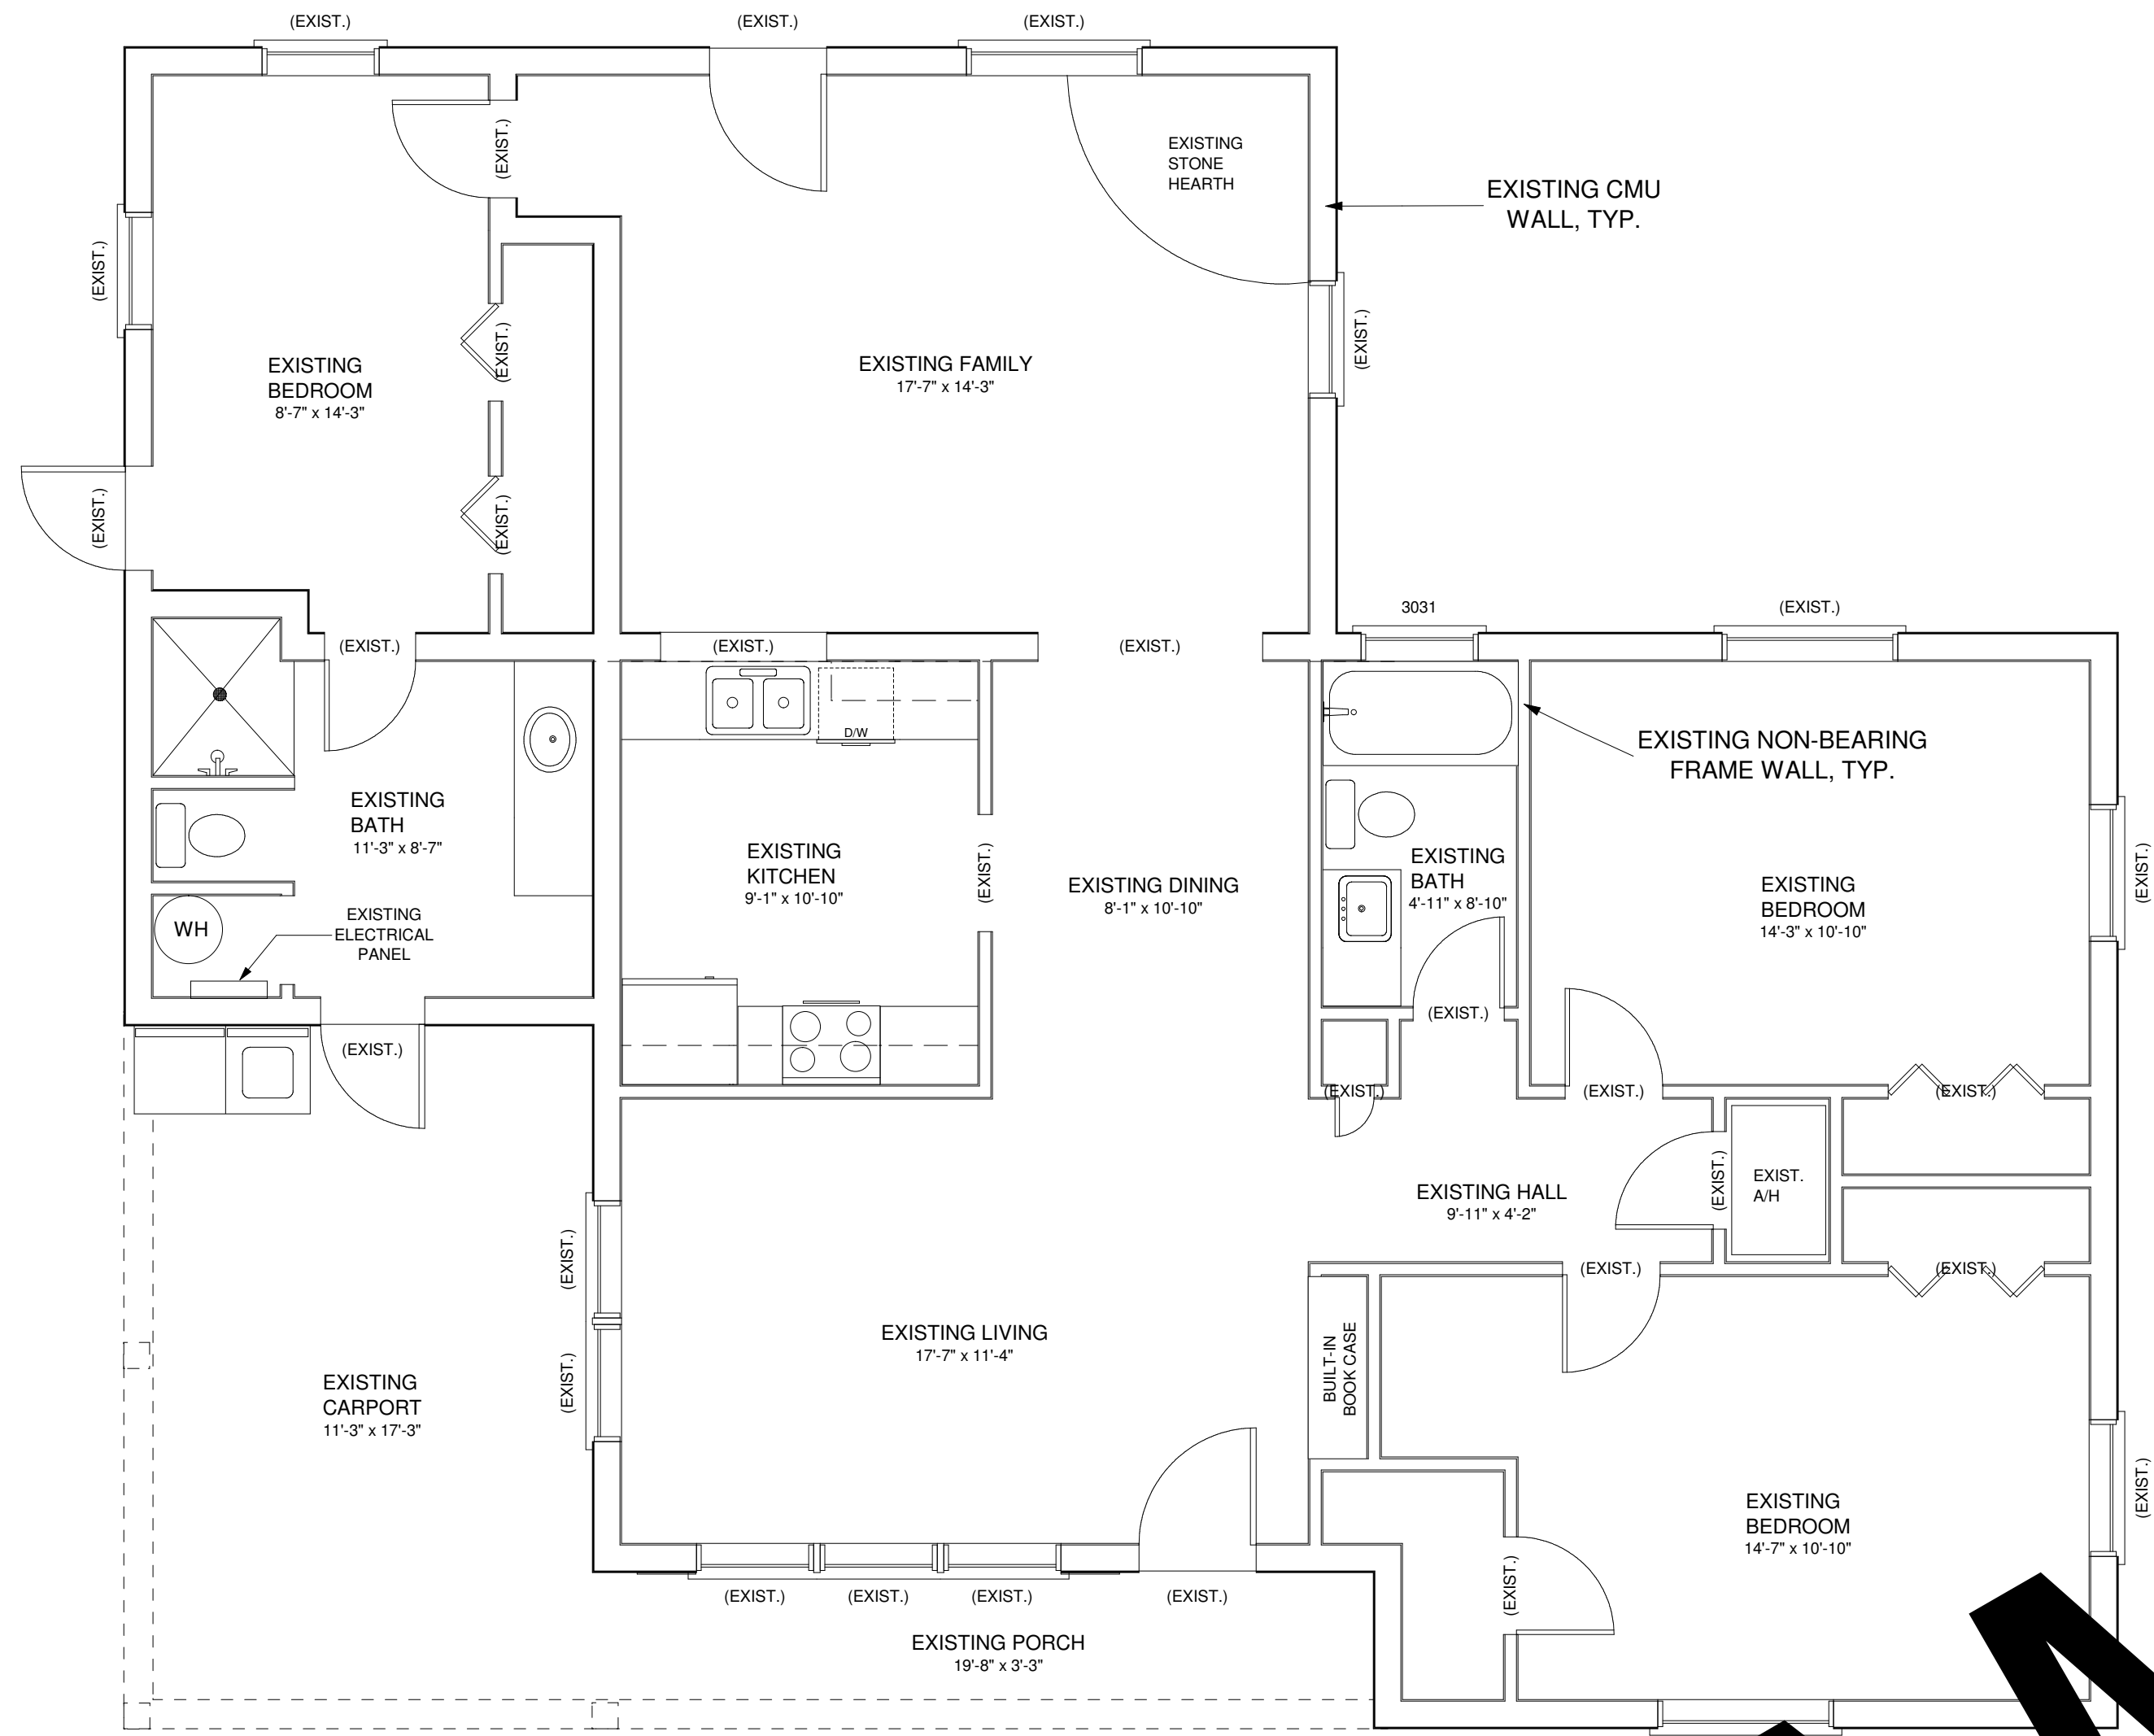 (EXIST.)
(EXIST.)
(EXIST.)
(EXIST.)
EXISTING
STONE
HEARTH
EXISTING CMU
WALL, TYP.
(EXIST.)
(EXIST.)
(EXIST.)
EXISTING
BEDROOM
8'-7" x 14'-3"
EXISTING FAMILY
17'-7" x 14'-3"
(EXIST.)
(EXIST.)
3031
(EXIST.)
(EXIST.)
(EXIST.)
(EXIST.)
D/W
EXISTING NON-BEARING
FRAME WALL, TYP.
EXISTING
BATH
11'-3" x 8'-7"
EXISTING
KITCHEN
9'-1" x 10'-10"
(EXIST.)
EXISTING DINING
8'-1" x 10'-10"
EXISTING
BATH
4'-11" x 8'-10"
EXISTING
BEDROOM
14'-3" x 10'-10"
(EXIST.)
WH
EXISTING
ELECTRICAL
PANEL
(EXIST.)
(EXIST.)
(EXIST.)
(EXIST.)
(EXIST.)
EXISTING HALL
9'-11" x 4'-2"
(EXIST.)
EXIST.
A/H
(EXIST.)
(EXIST.)
(EXIST.)
(EXIST.)
EXISTING LIVING
17'-7" x 11'-4"
BUILT-IN
BOOK CASE
EXISTING
CARPORT
11'-3" x 17'-3"
EXISTING
BEDROOM
14'-7" x 10'-10"
(EXIST.)
(EXIST.)
(EXIST.)
(EXIST.)
(EXIST.)
(EXIST.)
EXISTING PORCH
19'-8" x 3'-3"